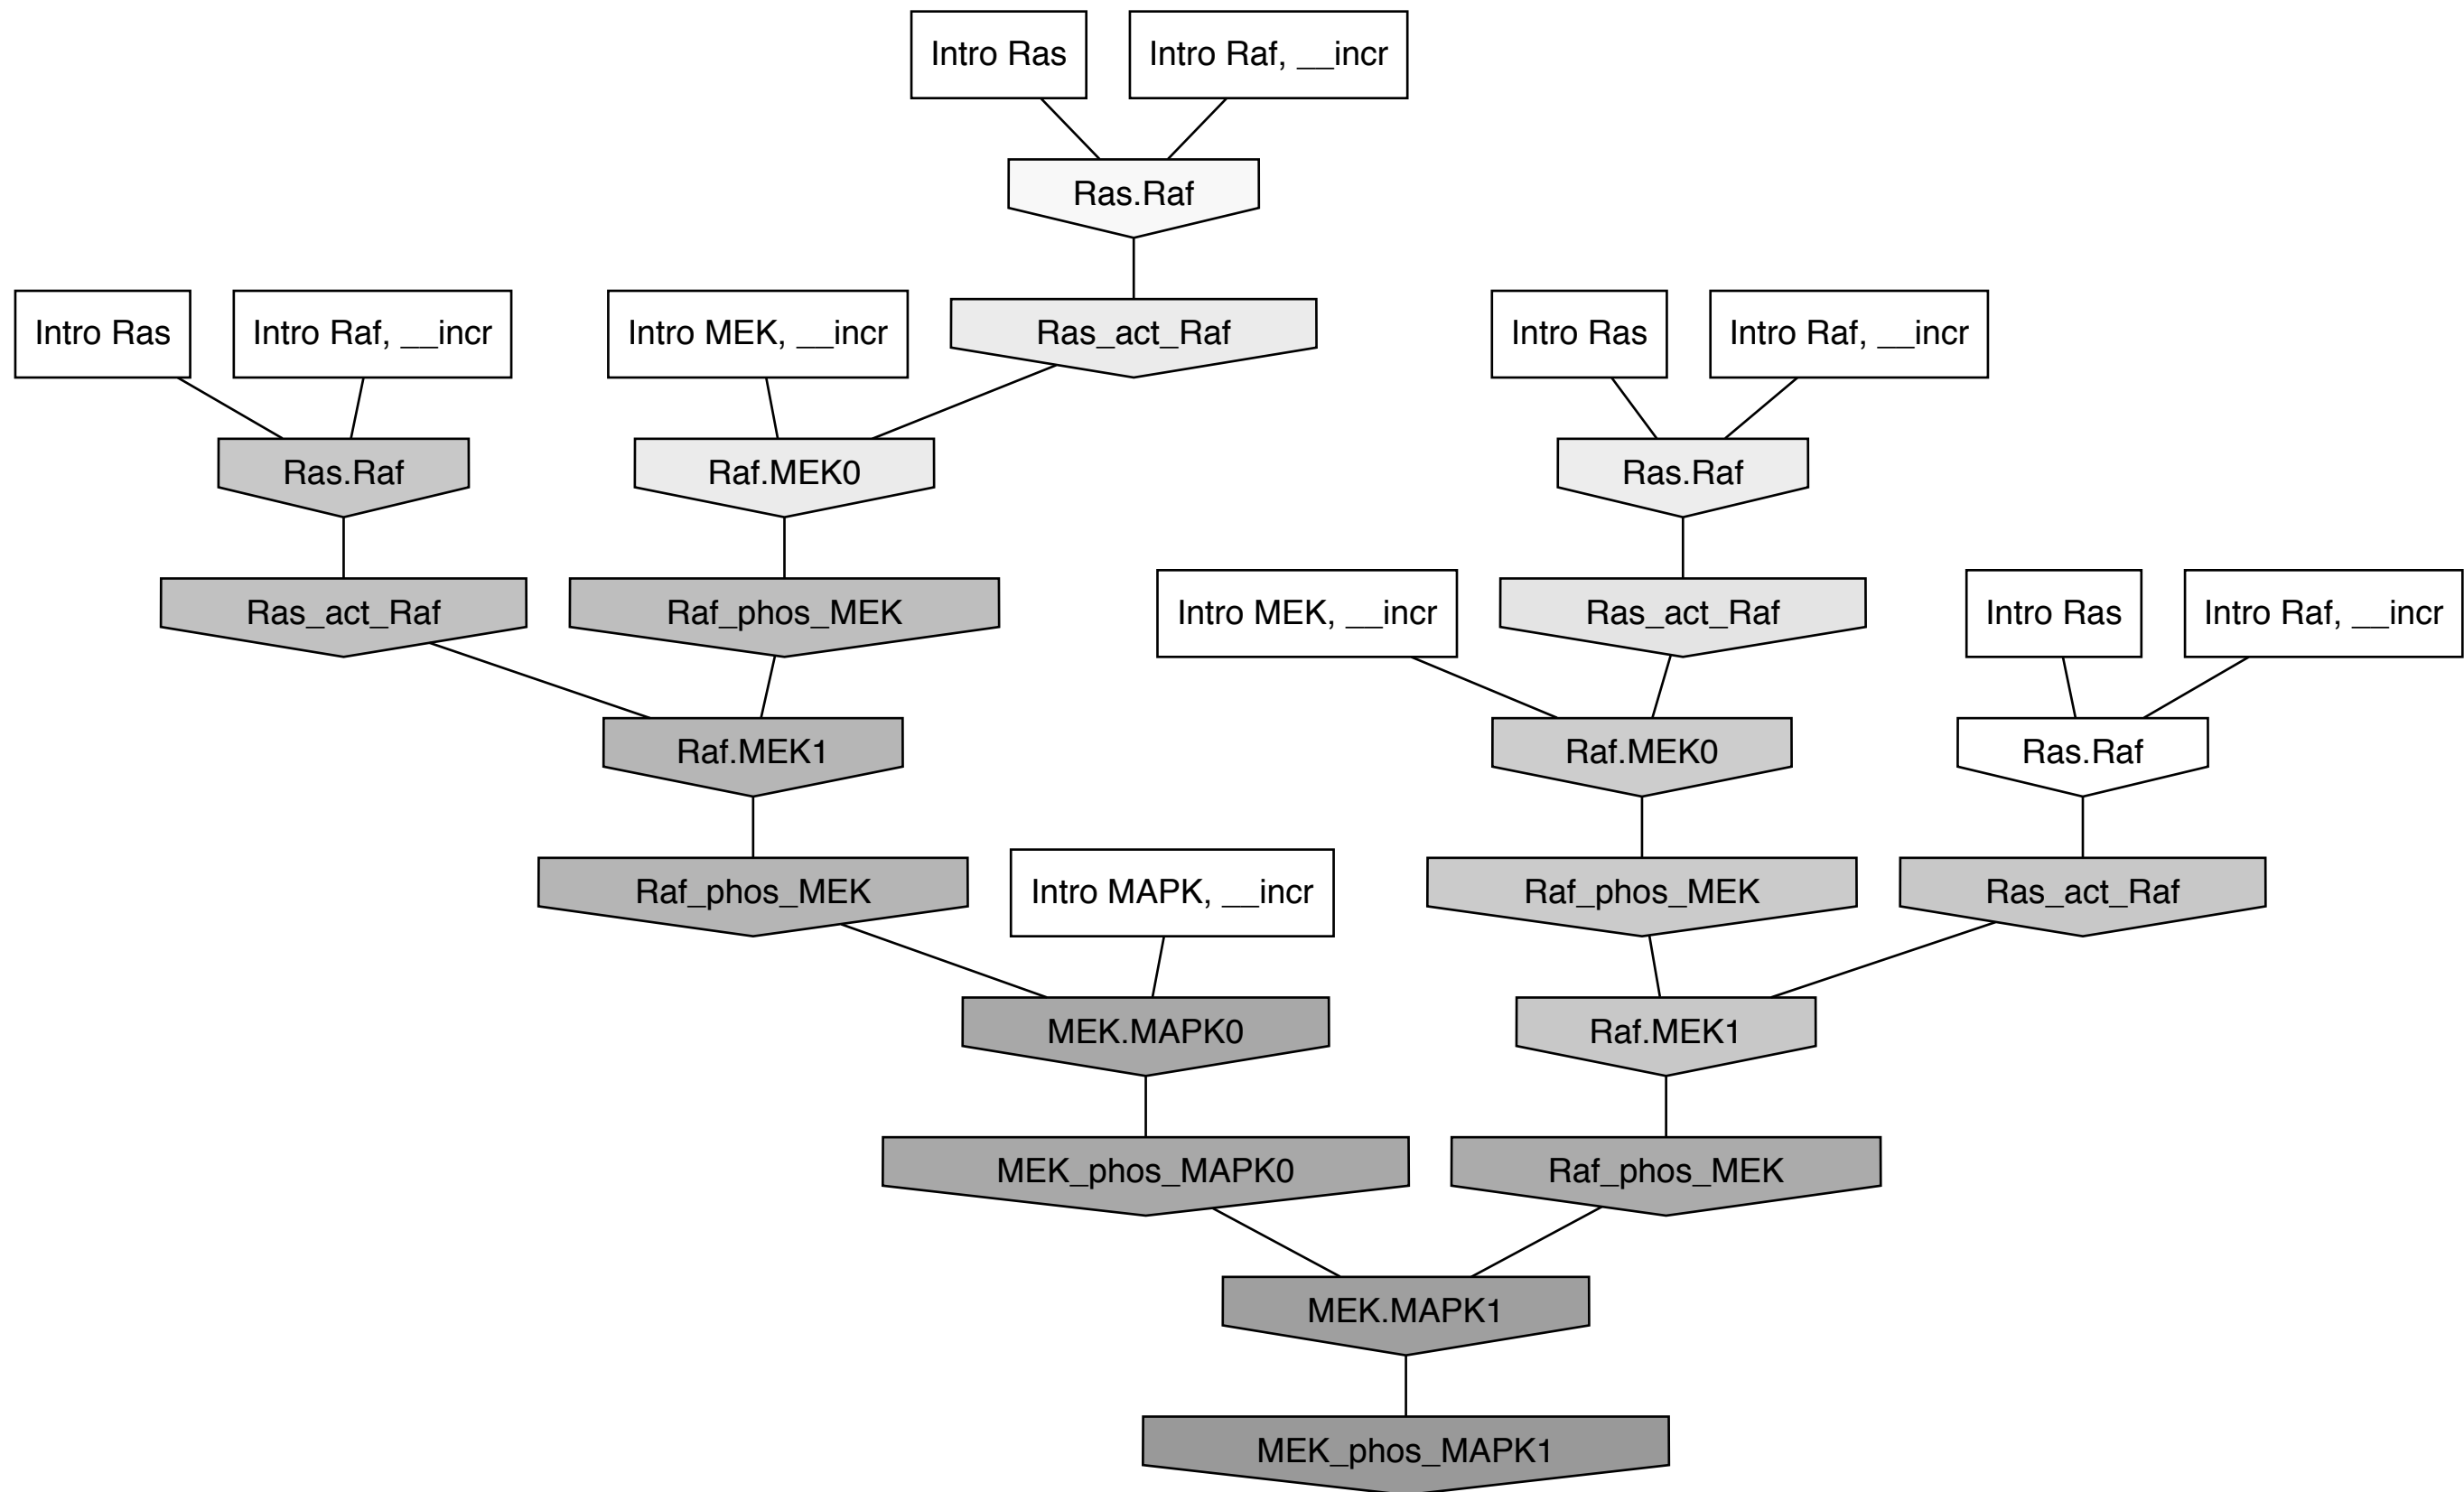 Intro Ras
Intro Raf, __incr
Ras.Raf
Intro Ras
Intro Raf, __incr
Intro MEK, __incr
Ras_act_Raf
Intro Ras
Intro Raf, __incr
Ras.Raf
Raf.MEK0
Ras.Raf
Ras_act_Raf
Raf_phos_MEK
Intro MEK, __incr
Ras_act_Raf
Intro Ras
Intro Raf, __incr
Raf.MEK1
Raf.MEK0
Ras.Raf
Raf_phos_MEK
Intro MAPK, __incr
Raf_phos_MEK
Ras_act_Raf
MEK.MAPK0
Raf.MEK1
MEK_phos_MAPK0
Raf_phos_MEK
MEK.MAPK1
MEK_phos_MAPK1